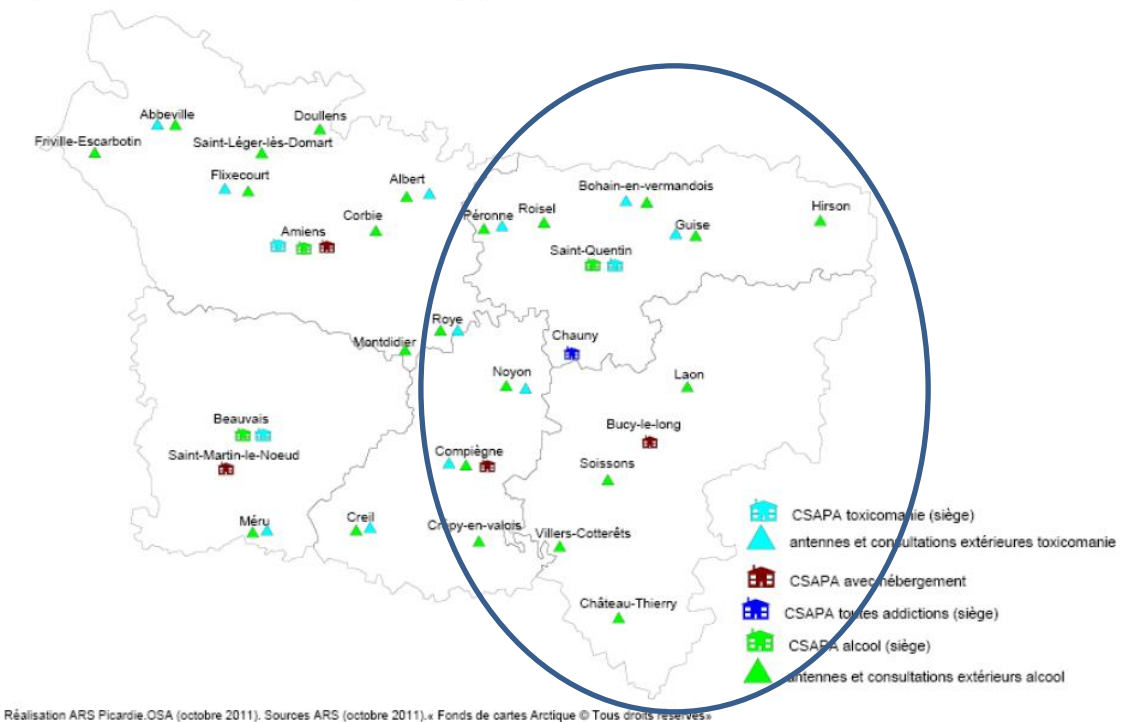 Abbeville
Doullens
Friville-Escarbotin
Saint-Léger-lès-Domart
Flixecourt
Albert
Bohain-en-vermandois
Hirson
Péronne
Roisel
Corbie
Guise
Amiens
Saint-Quentin
Roye
Montdidier
Chauny
Noyon
Laon
Beauvais
Bucy-le-long
Saint-Martin-le-Noeud
Compiègne
Soissons
Méru
Creil
Crépy-en-valois
Villers-Cotterêts
Château-Thierry
CSAPA toxicomanie (siège)
antennes et consultations extérieures toxicomanie
CSAPA avec hébergement
CSAPA toutes addictions (siège)
CSAPA alcool (siège)
antennes et consultations extérieurs alcool
Réalisation ARS Picardie.OSA (octobre 2011). Sources ARS (octobre 2011).« Fonds de cartes Arctique © Tous droits réservés»